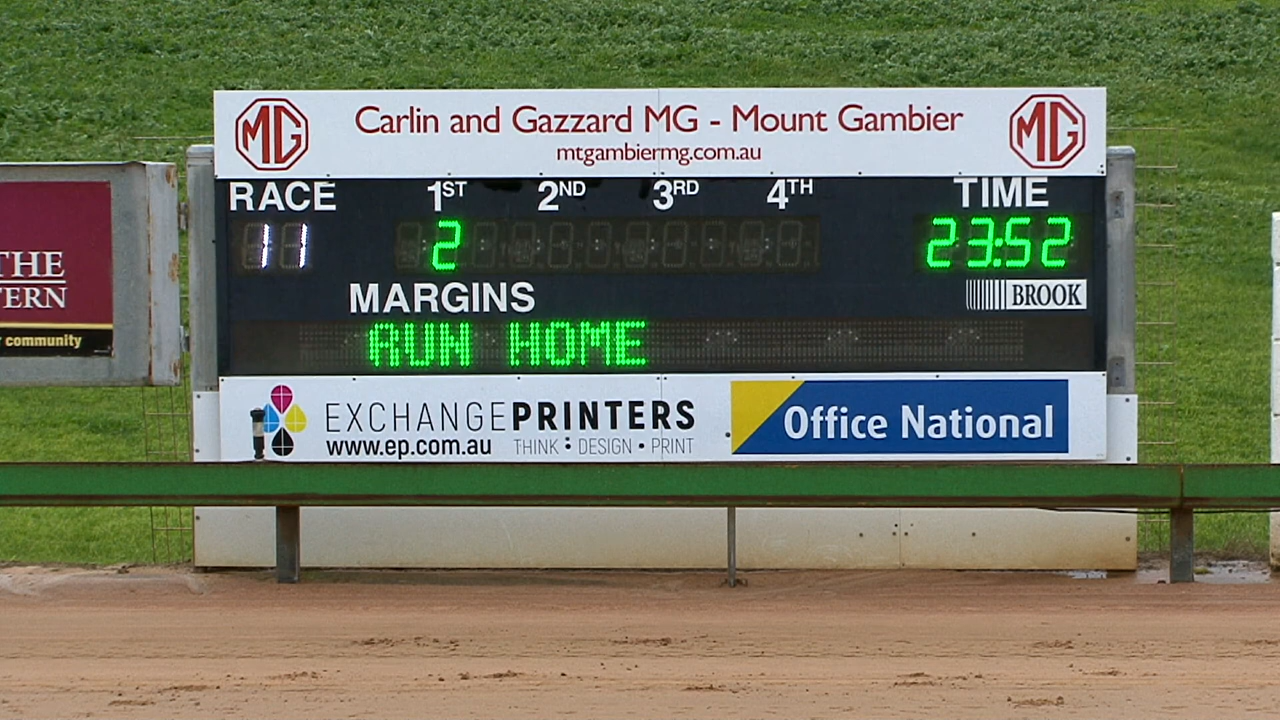 MG Carlin and Gazzard MG - Mount Gambier MG
mtgambiermg.com.au
RACE 1ST 2ND 3RD 4TH TIME
11 2 23:52
MARGINS BROOK
RUN HOME
THE
TERN
community
EXCHANGEPRINTERS
www.ep.com.au THINK : DESIGN • PRINT
Office National